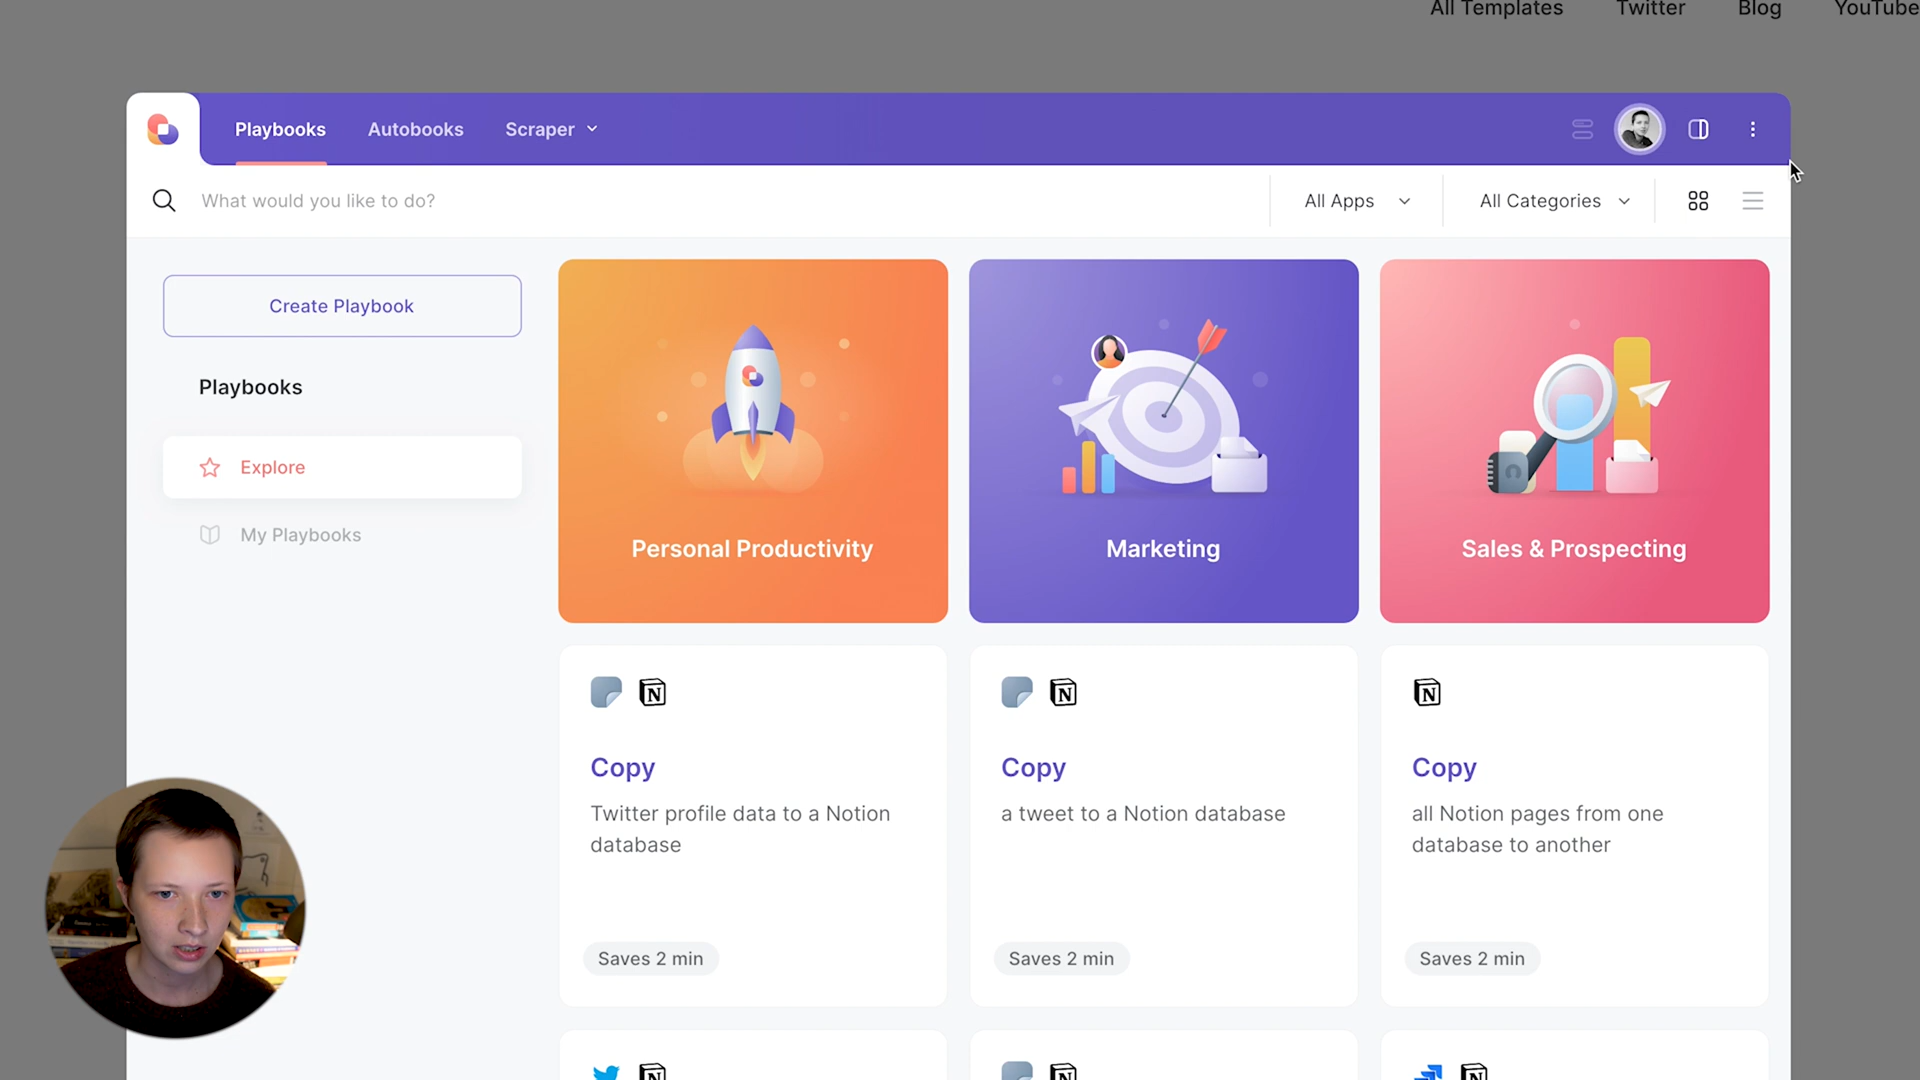 All Templates Twitter Blog YouTube
Playbooks Autobooks Scraper
What would you like to do? All Apps All Categories
Create Playbook
Playbooks
Explore
My Playbooks
Personal Productivity
Marketing
Sales & Prospecting
Copy
Twitter profile data to a Notion
database
Saves 2 min
Copy
a tweet to a Notion database
Saves 2 min
Copy
all Notion pages from one
database to another
Saves 2 min